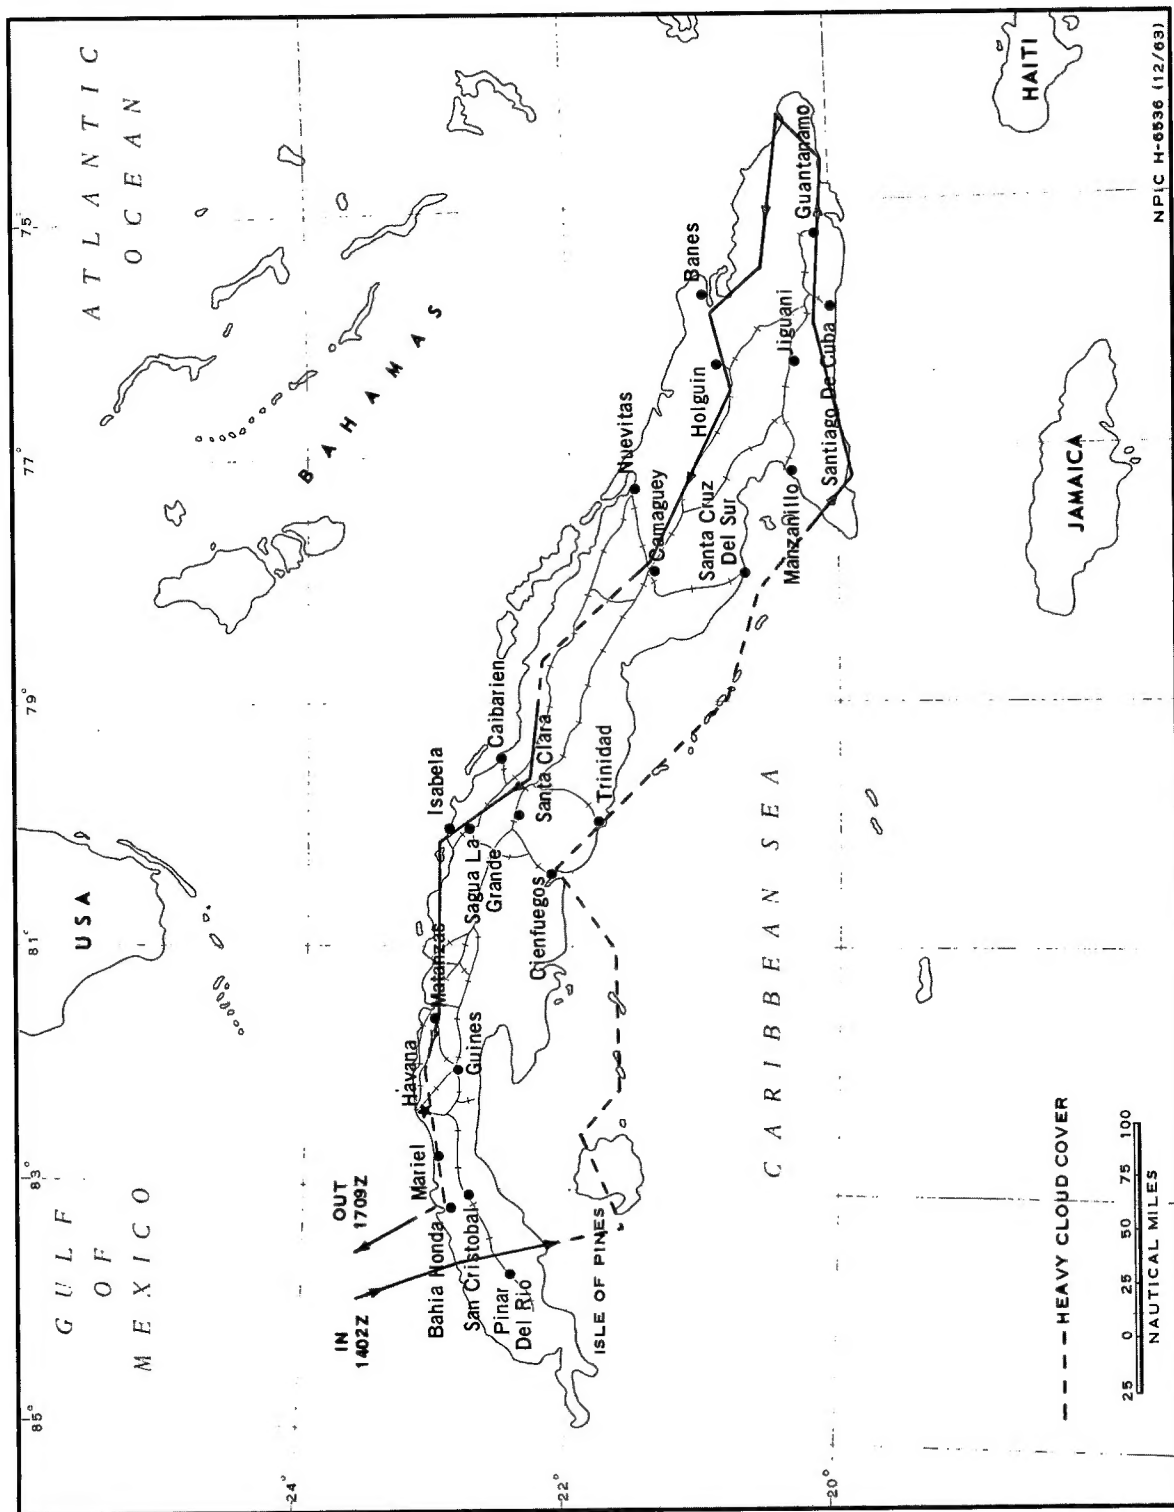 GULF
OF
MEXICO
USA
ATLANTIC
OCEAN
BAHAMAS
CARIBBEAN SEA
JAMAICA
HAITI
85°
83°
81°
79°
77°
75°
24°
22°
20°
IN
1402Z
OUT
1709Z
Bahia Honda
San Cristobal
Pinar
Del Rio
Mariel
Havana
Guines
Matanzas
ISLE OF PINES
Cienfuegos
Sagua La
Grande
Isabela
Caibarien
Santa Clara
Trinidad
Nuevitas
Camaguey
Santa Cruz
Del Sur
Manzanillo
Holguin
Banes
Jiguani
Santiago De Cuba
Guantanamo
HEAVY CLOUD COVER
25 0 25 50 75 100
NAUTICAL MILES
NPIC H-6536 (12/63)